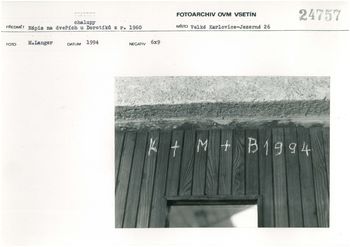 FOTOARCHIV OVM VSETÍN
24757
chalupy
PŘEDMĚT Nápis na dveřích u Dorotíků z r. 1960
MÍSTO Velké Karlovice-Jezerné 26
FOTO M.Langer DATUM 1994 NEGATIV 6x9
K + M + B 1994